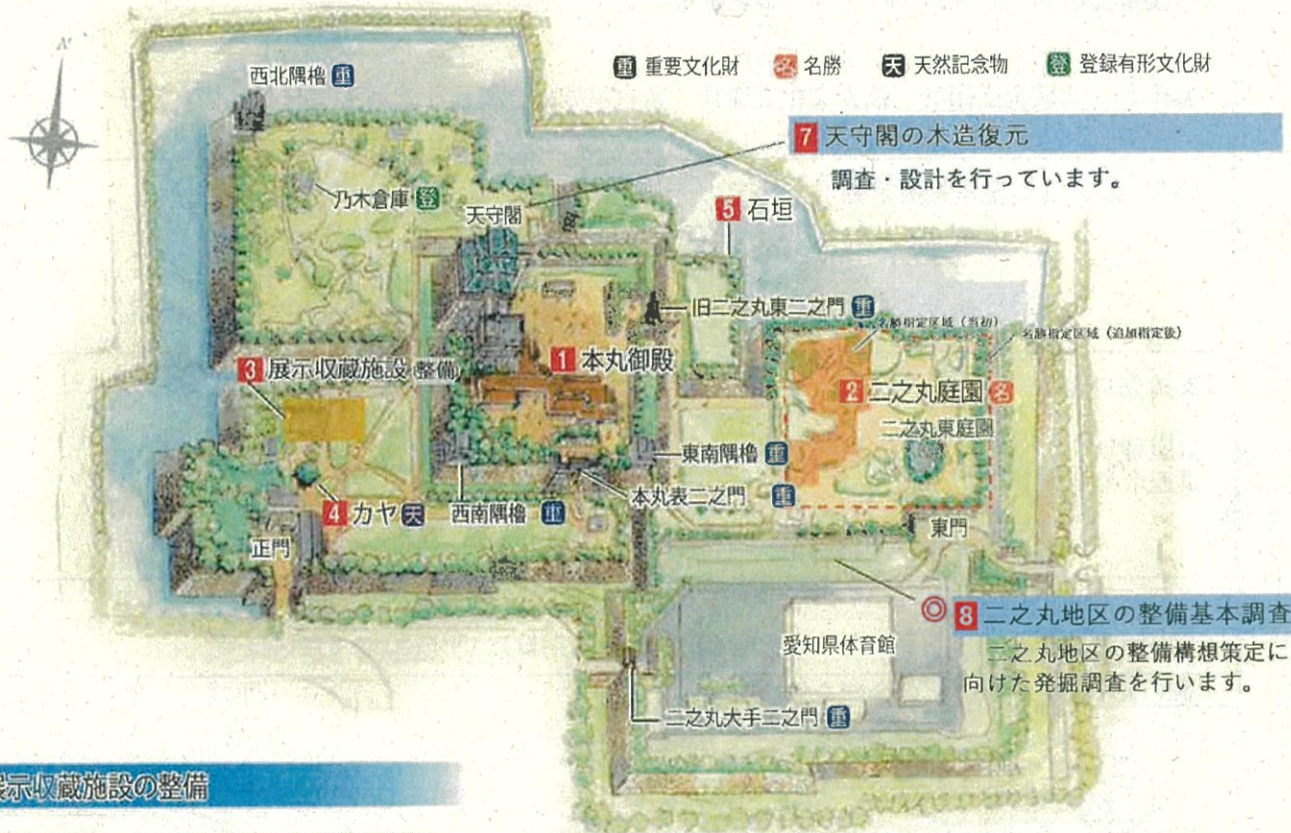 N
重 重要文化財 名 名勝 天 天然記念物 登 登録有形文化財
西北隅櫓 重
7 天守閣の木造復元
調査・設計を行っています。
乃木倉庫 登
天守閣
5 石垣
旧二之丸東二之門 重
名勝指定区域（当初）
名勝指定区域（追加指定後）
3 展示収蔵施設(整備)
1 本丸御殿
2 二之丸庭園 名
二之丸東庭園
東南隅櫓 重
本丸表二之門 重
4 カヤ 天
西南隅櫓 重
正門
東門
◎ 8 二之丸地区の整備基本調査
二之丸地区の整備構想策定に
向けた発掘調査を行います。
愛知県体育館
二之丸大手二之門 重
展示収蔵施設の整備